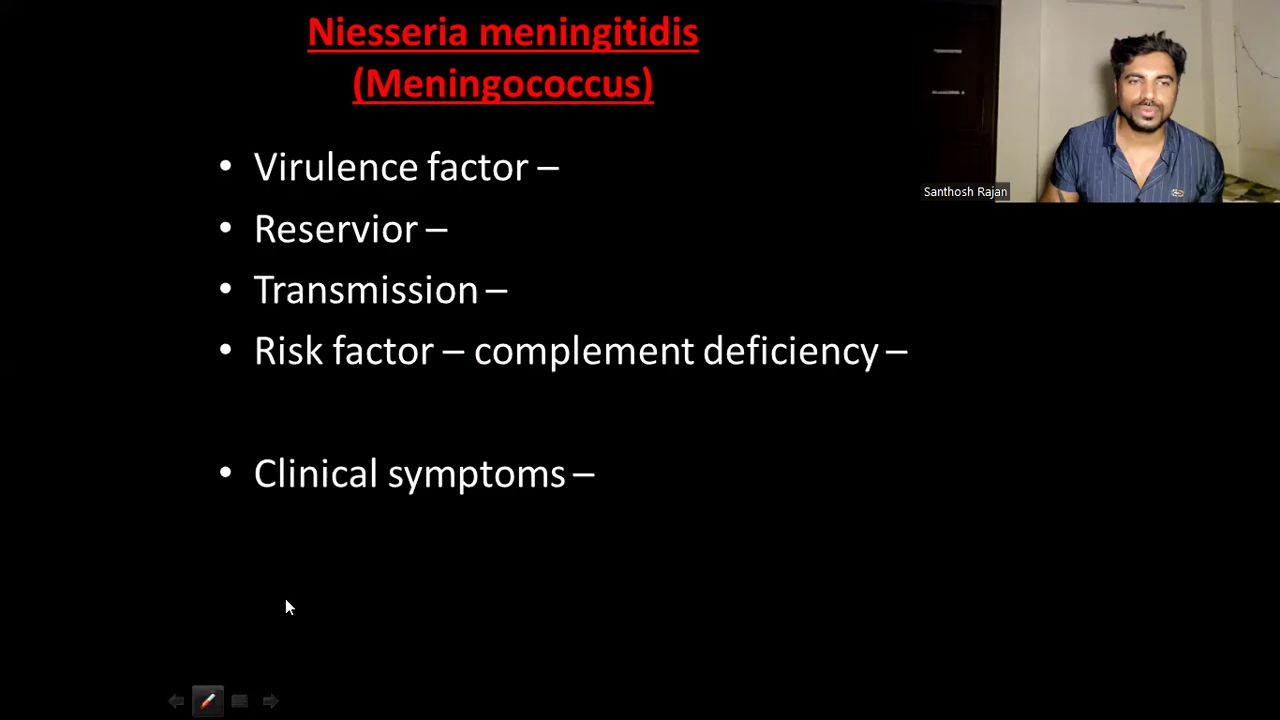 Niesseria meningitidis
(Meningococcus)
• Virulence factor –
• Reservior –
• Transmission –
• Risk factor – complement deficiency –
• Clinical symptoms –
Santhosh Rajan